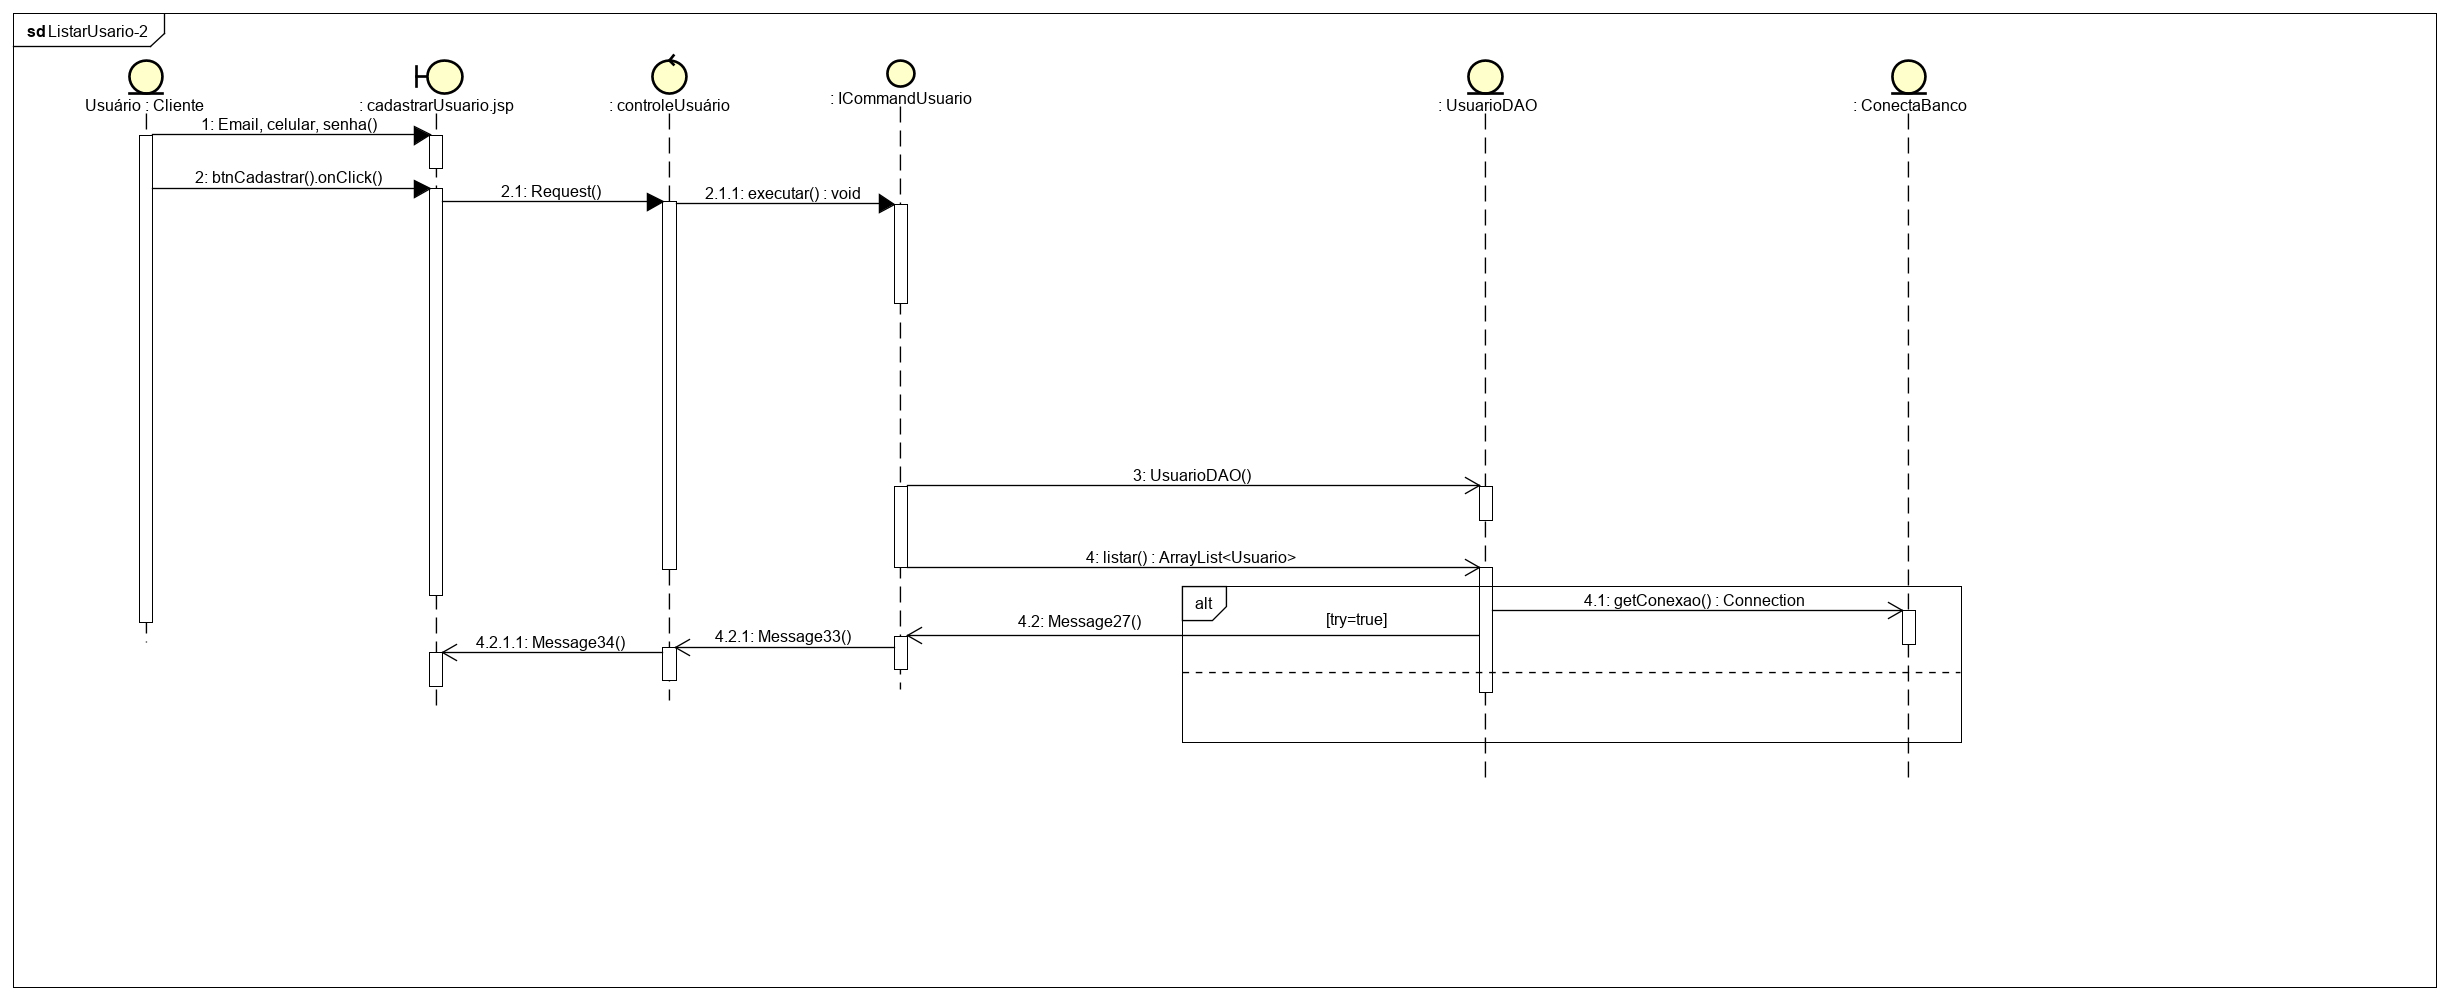 sd ListarUsario-2
Usuário : Cliente
: cadastrarUsuario.jsp
: controleUsuário
: ICommandUsuario
: UsuarioDAO
: ConectaBanco
1: Email, celular, senha()
2: btnCadastrar().onClick()
2.1: Request()
2.1.1: executar() : void
3: UsuarioDAO()
4: listar() : ArrayList<Usuario>
alt
4.1: getConexao() : Connection
[try=true]
4.2: Message27()
4.2.1: Message33()
4.2.1.1: Message34()